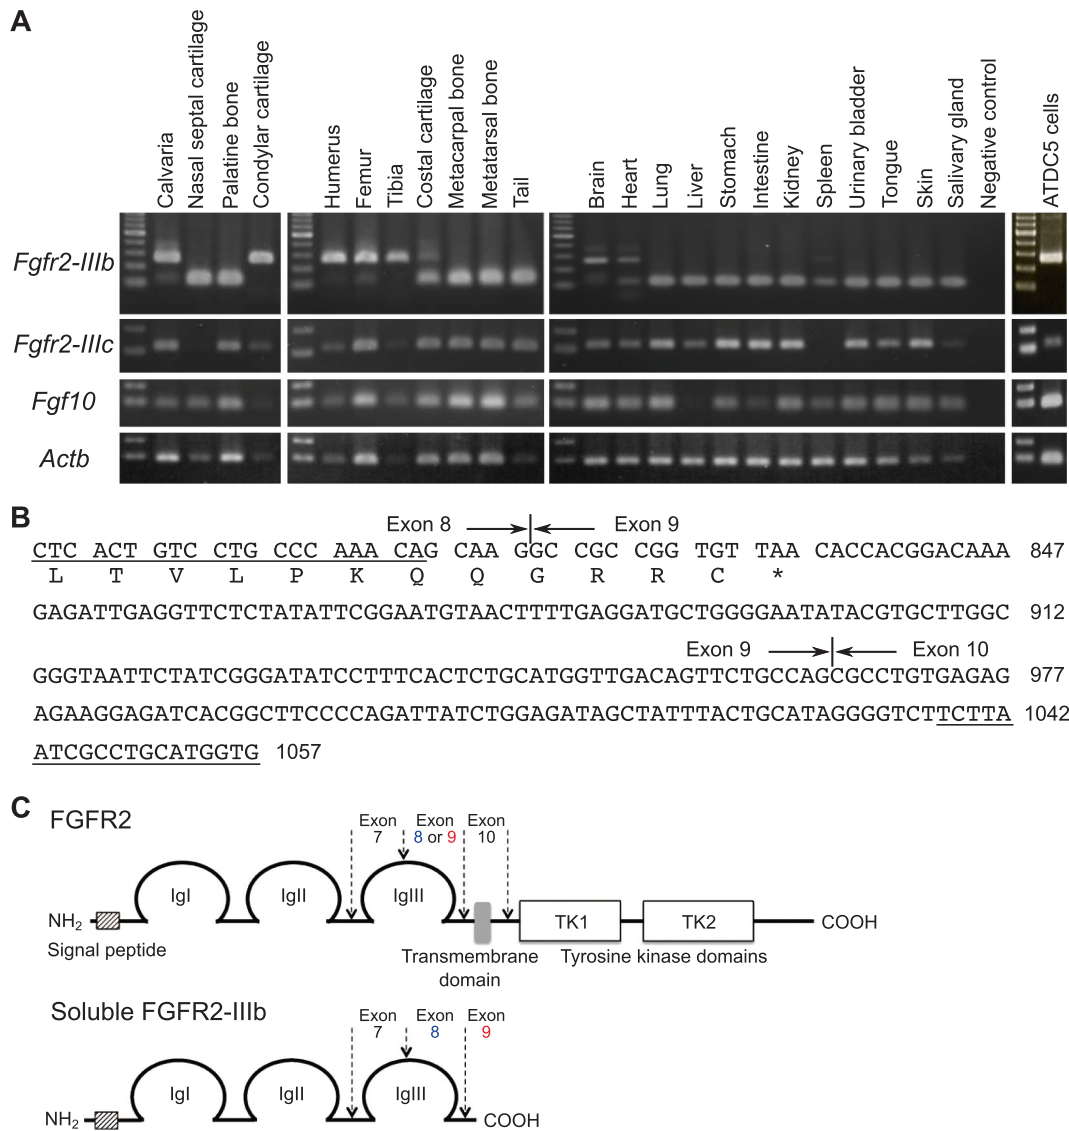 A
Calvaria
Nasal septal cartilage
Palatine bone
Condylar cartilage
Humerus
Femur
Tibia
Costal cartilage
Metacarpal bone
Metatarsal bone
Tail
Brain
Heart
Lung
Liver
Stomach
Intestine
Kidney
Spleen
Urinary bladder
Tongue
Skin
Salivary gland
Negative control
ATDC5 cells
Fgfr2-IIIb
Fgfr2-IIIc
Fgf10
Actb
B
Exon 8 Exon 9
CTC ACT GTC CTG CCC AAA CAG CAA GGC CGC CGG TGT TAA CACCACGGACAAA 847
L T V L P K Q Q G R R C *
GAGATTGAGGTTCTCTATATTCGGAATGTAACTTTTGAGGATGCTGGGGAATATACGTGCTTGGC 912
Exon 9 Exon 10
GGGTAATTCTATCGGGATATCCTTTCACTCTGCATGGTTGACAGTTCTGCCAGCGCCTGTGAGAG 977
AGAAGGAGATCACGGCTTCCCCAGATTATCTGGAGATAGCTATTTACTGCATAGGGGTCTTCTTA 1042
ATCGCCTGCATGGTG 1057
C
FGFR2
Exon Exon Exon
7 8 or 9 10
IgI IgII IgIII
NH2 TK1 TK2 COOH
Signal peptide
Transmembrane domain
Tyrosine kinase domains
Soluble FGFR2-IIIb
Exon Exon Exon
7 8 9
IgI IgII IgIII
NH2 COOH